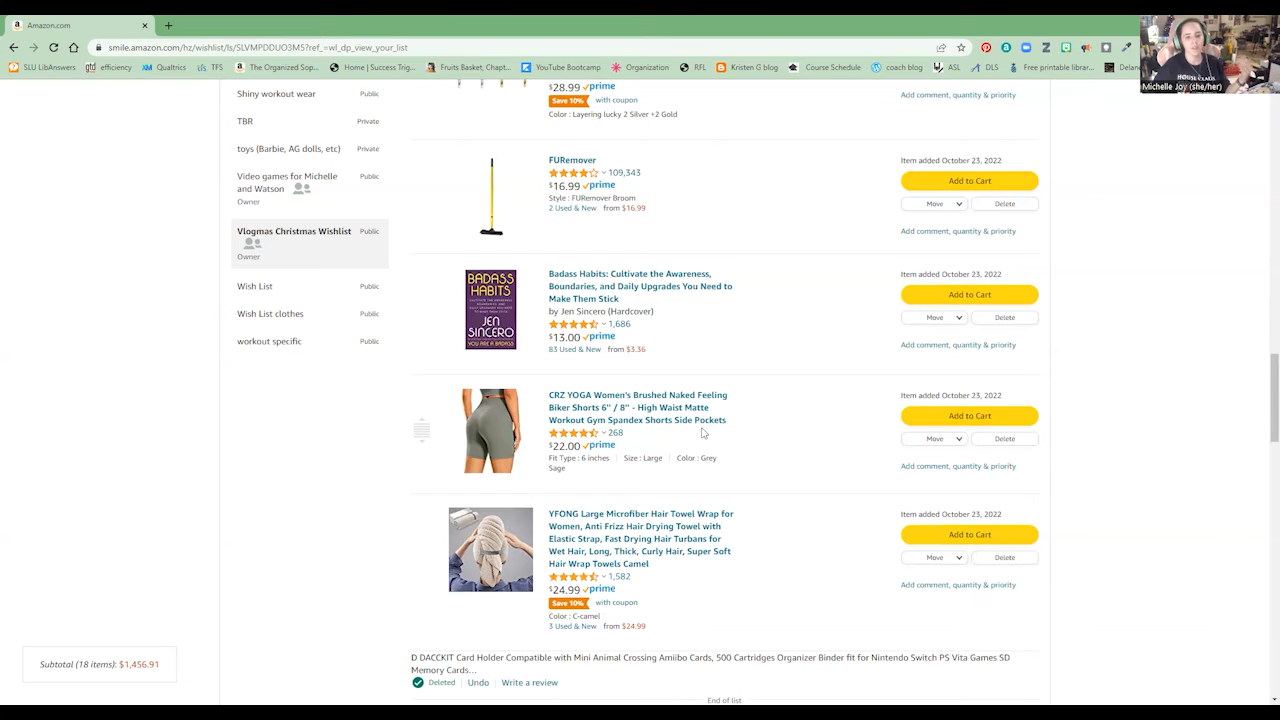 Amazon.com
smile.amazon.com/hz/wishlist/ls/SLVMPDDUO3M5?ref_=wl_dp_view_your_list
SLU LibAnswers
gtd efficiency
Qualtrics
TFS
The Organized Sop...
Home | Success Trig...
Fruits Basket, Chapt...
YouTube Bootcamp
Organization
RFL
Kristen G blog
Course Schedule
coach blog
ASL
DLS
Free printable librar...
Michelle Joy (she/her)
Shiny workout wear Public
TBR Private
toys (Barbie, AG dolls, etc) Private
Video games for Michelle Public
and Watson
Owner
Vlogmas Christmas Wishlist Public
Owner
Wish List Public
Wish List clothes Public
workout specific Public
$28.99 prime
Save 10% with coupon
Color : Layering lucky 2 Silver +2 Gold
Add comment, quantity & priority
FURemover
109,343
$16.99 prime
Style : FURemover Broom
2 Used & New from $16.99
Item added October 23, 2022
Add to Cart
Move Delete
Add comment, quantity & priority
BADASS
HABITS
JEN
SINCERO
Badass Habits: Cultivate the Awareness,
Boundaries, and Daily Upgrades You Need to
Make Them Stick
by Jen Sincero (Hardcover)
1,686
$13.00 prime
83 Used & New from $3.36
Item added October 23, 2022
Add to Cart
Move Delete
Add comment, quantity & priority
CRZ YOGA Women's Brushed Naked Feeling
Biker Shorts 6'' / 8'' - High Waist Matte
Workout Gym Spandex Shorts Side Pockets
268
$22.00 prime
Fit Type : 6 inches Size : Large Color : Grey
Sage
Item added October 23, 2022
Add to Cart
Move Delete
Add comment, quantity & priority
YFONG Large Microfiber Hair Towel Wrap for
Women, Anti Frizz Hair Drying Towel with
Elastic Strap, Fast Drying Hair Turbans for
Wet Hair, Long, Thick, Curly Hair, Super Soft
Hair Wrap Towels Camel
1,582
$24.99 prime
Save 10% with coupon
Color : C-camel
3 Used & New from $24.99
Item added October 23, 2022
Add to Cart
Move Delete
Add comment, quantity & priority
D DACCKIT Card Holder Compatible with Mini Animal Crossing Amiibo Cards, 500 Cartridges Organizer Binder fit for Nintendo Switch PS Vita Games SD
Memory Cards...
Deleted Undo Write a review
End of list
Subtotal (18 items): $1,456.91